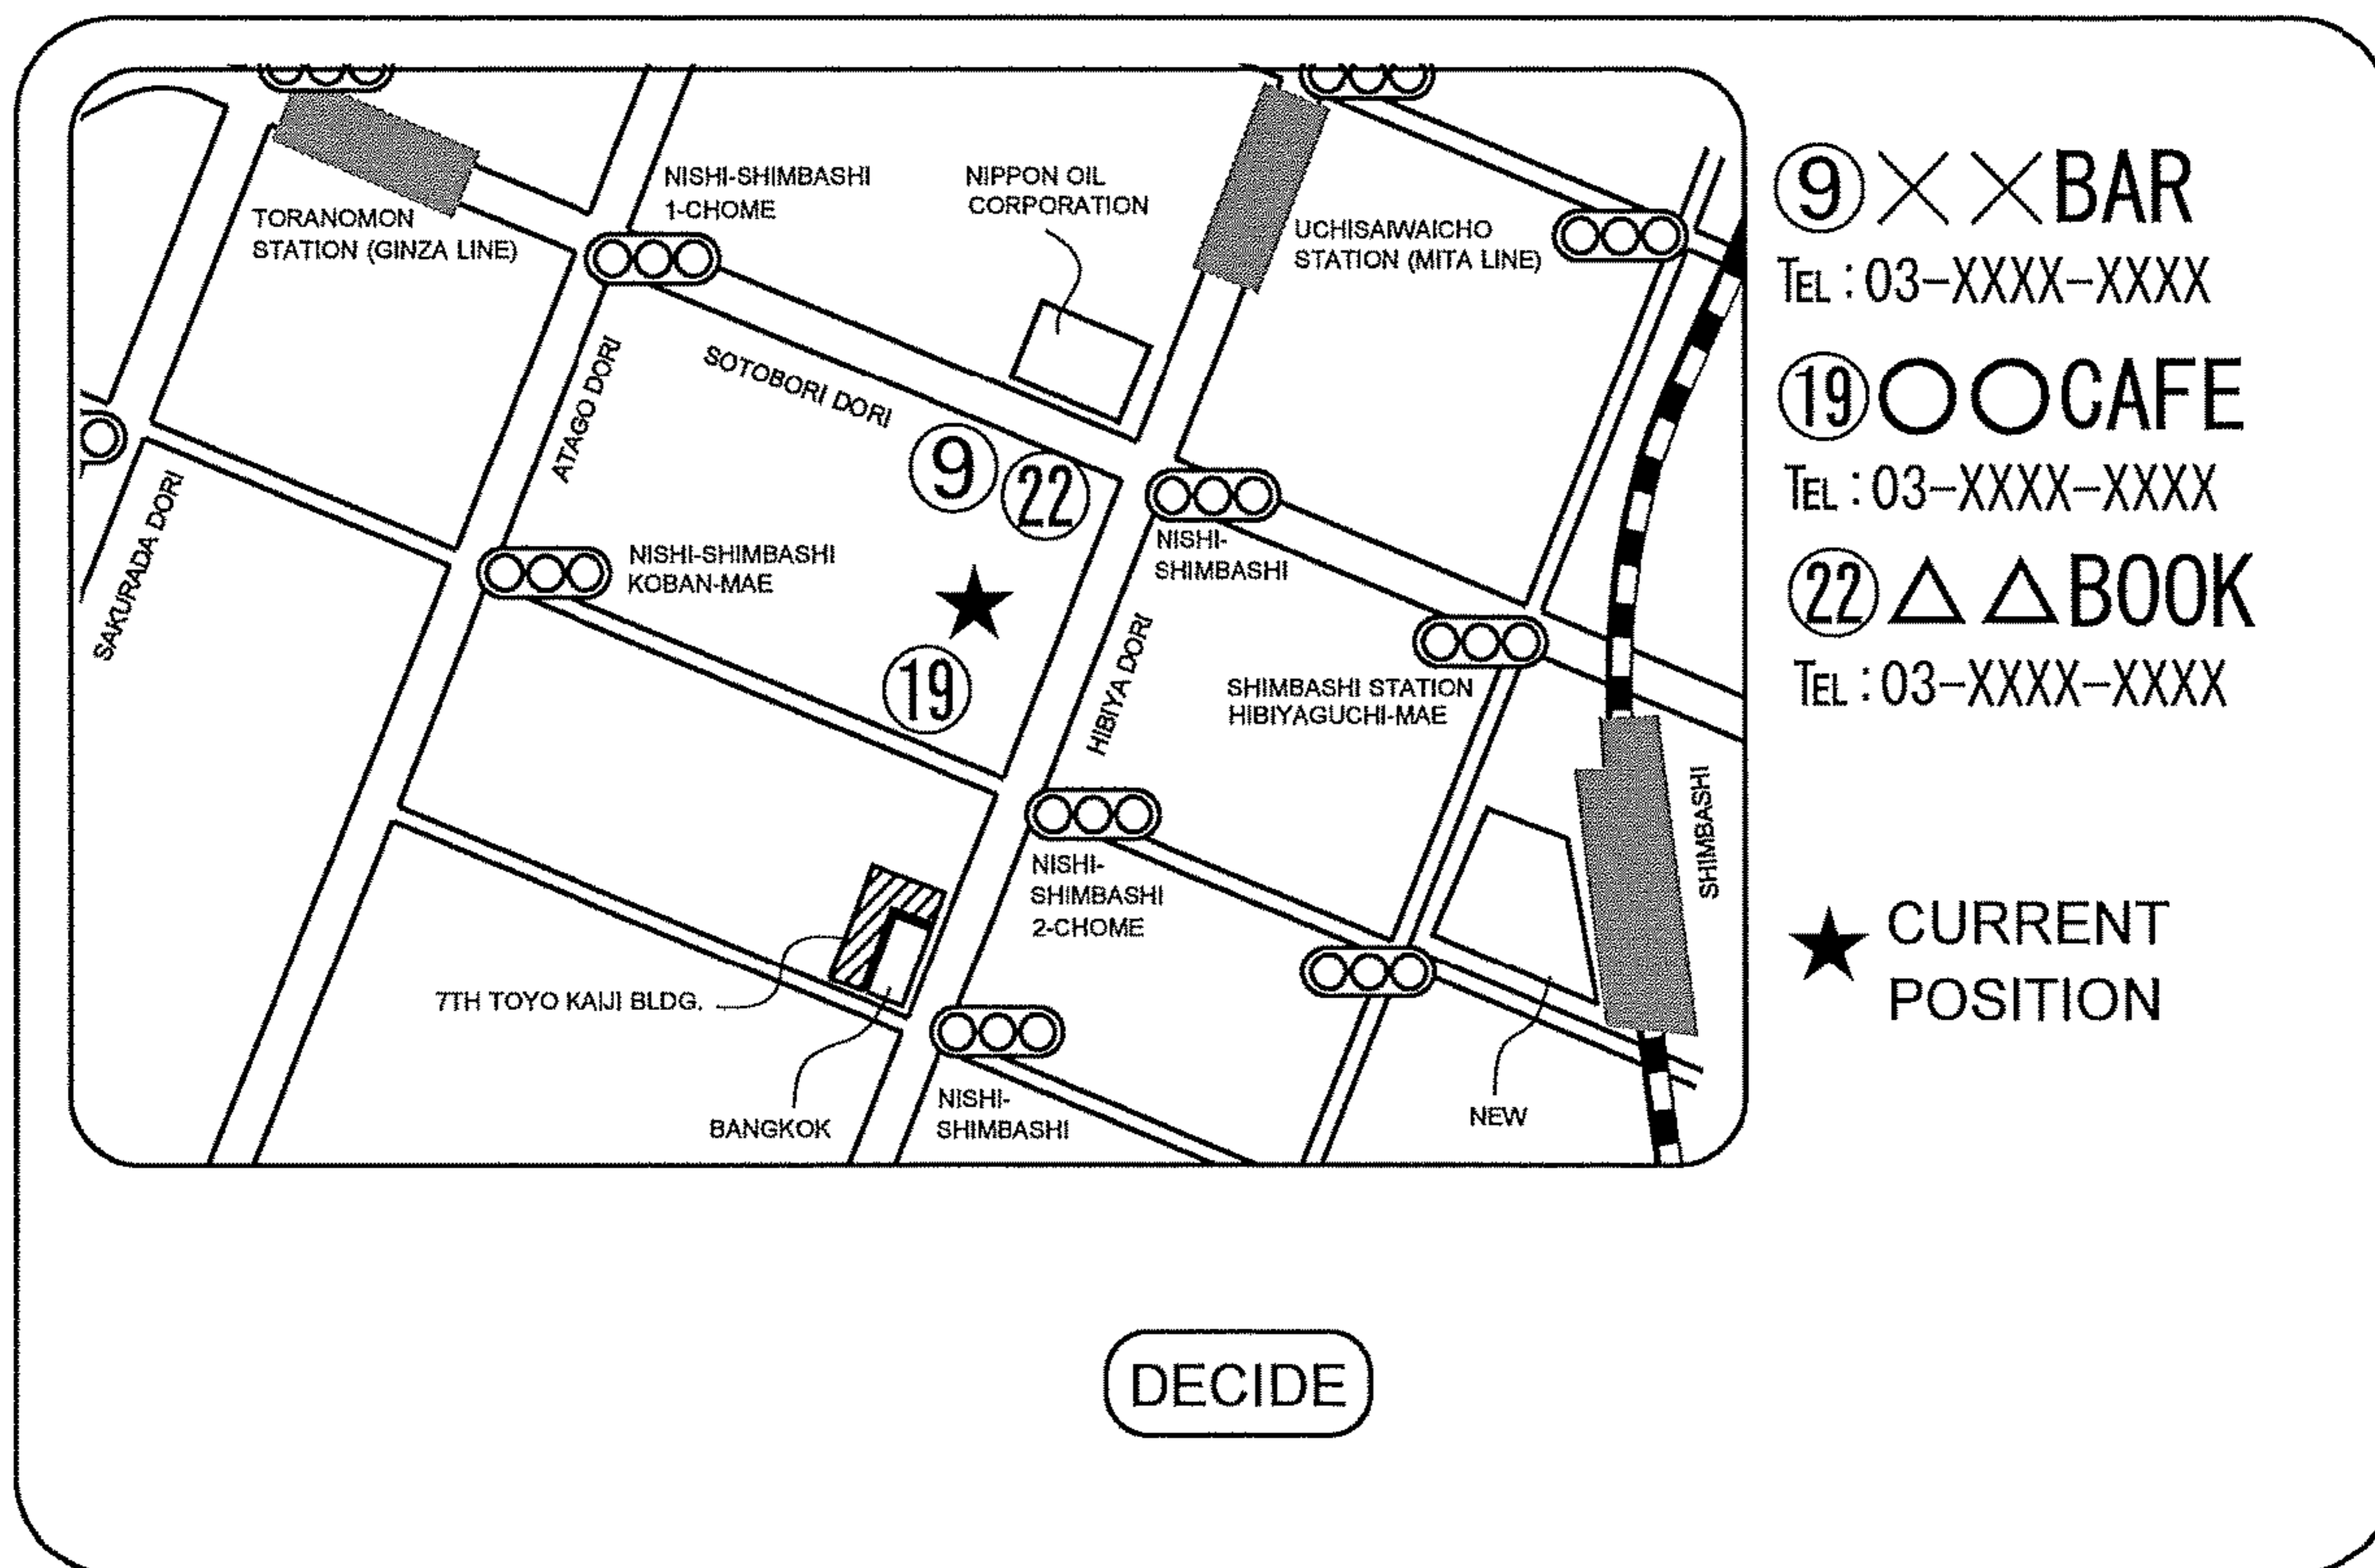 NISHI-SHIMBASHI
1-CHOME
NIPPON OIL
CORPORATION
TORANOMON
STATION (GINZA LINE)
UCHISAIWAICHO
STATION (MITA LINE)
ATAGO DORI
SOTOBORI DORI
9
22
SAKURADA DORI
NISHI-SHIMBASHI
KOBAN-MAE
NISHI-
SHIMBASHI
19
HIBIYA DORI
SHIMBASHI STATION
HIBIYAGUCHI-MAE
SHIMBASHI
NISHI-
SHIMBASHI
2-CHOME
7TH TOYO KAIJI BLDG.
BANGKOK
NISHI-
SHIMBASHI
NEW
⑨××BAR
TEL:03-XXXX-XXXX
⑲○○CAFE
TEL:03-XXXX-XXXX
㉒△△BOOK
TEL:03-XXXX-XXXX
★ CURRENT
POSITION
DECIDE